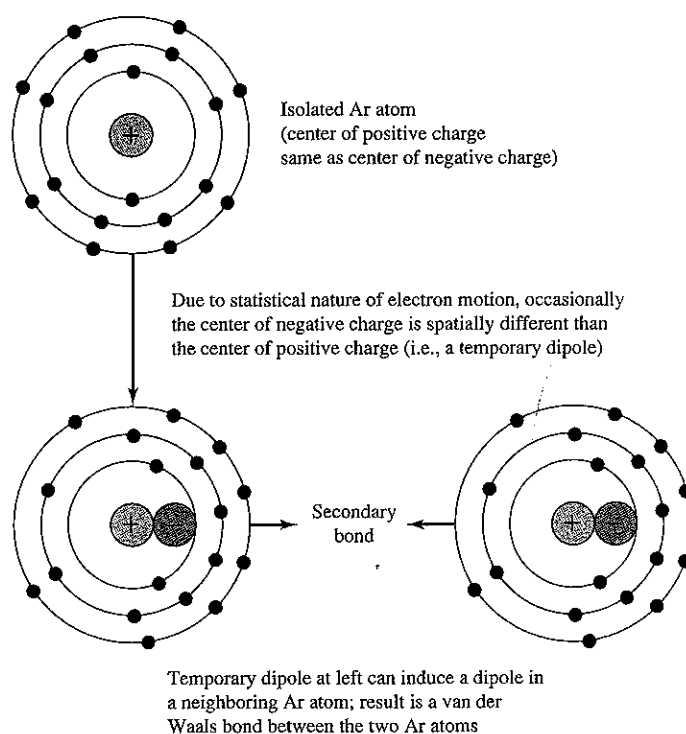 +
Isolated Ar atom
(center of positive charge
same as center of negative charge)
Due to statistical nature of electron motion, occasionally
the center of negative charge is spatially different than
the center of positive charge (i.e., a temporary dipole)
+ −
Secondary
bond
+ −
Temporary dipole at left can induce a dipole in
a neighboring Ar atom; result is a van der
Waals bond between the two Ar atoms